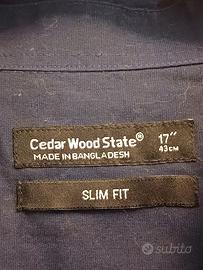 Cedar Wood State®
MADE IN BANGLADESH
17"
43 CM
SLIM FIT
subito